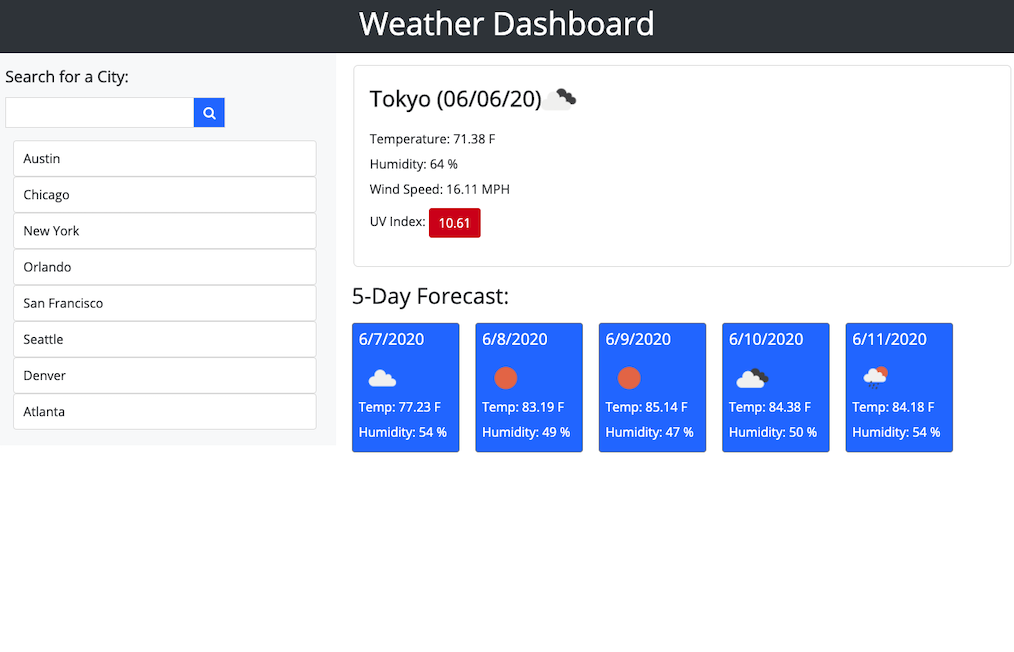 Weather Dashboard
Search for a City:
Austin
Chicago
New York
Orlando
San Francisco
Seattle
Denver
Atlanta
Tokyo (06/06/20)
Temperature: 71.38 F
Humidity: 64 %
Wind Speed: 16.11 MPH
UV Index: 10.61
5-Day Forecast:
6/7/2020
Temp: 77.23 F
Humidity: 54 %
6/8/2020
Temp: 83.19 F
Humidity: 49 %
6/9/2020
Temp: 85.14 F
Humidity: 47 %
6/10/2020
Temp: 84.38 F
Humidity: 50 %
6/11/2020
Temp: 84.18 F
Humidity: 54 %